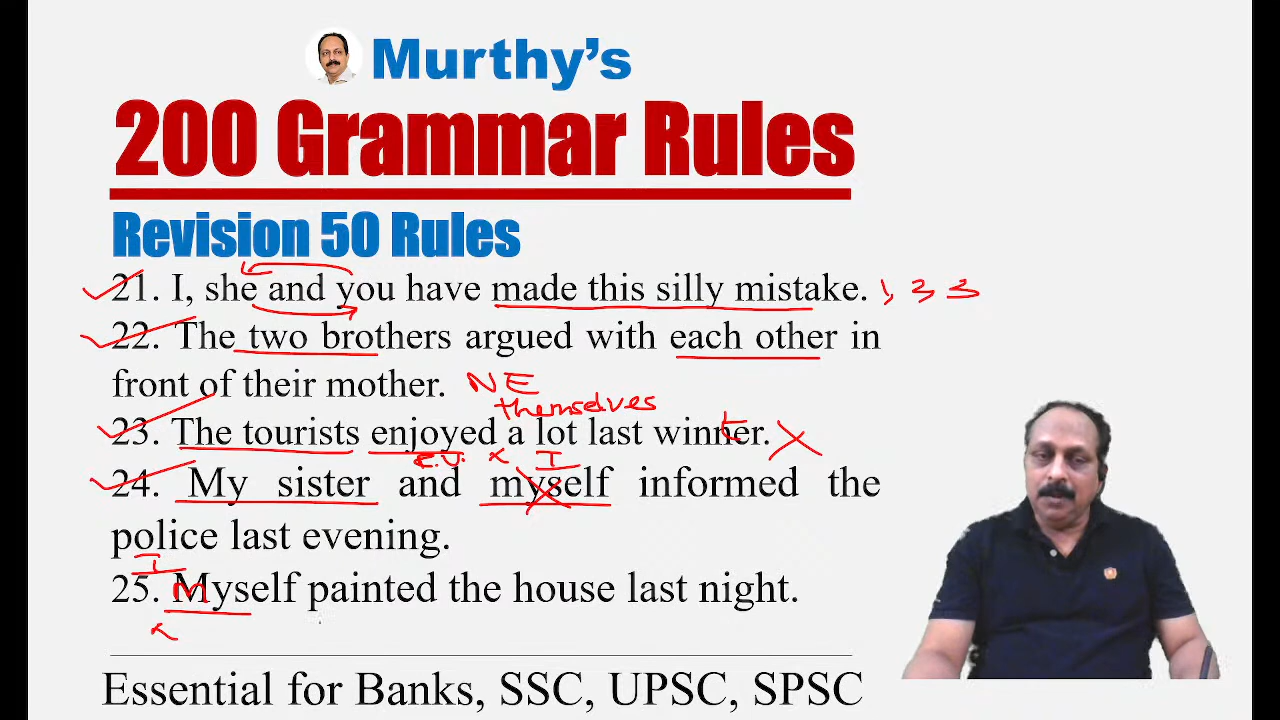 Murthy's
200 Grammar Rules
Revision 50 Rules
21. I, she and you have made this silly mistake. 1, 2, 3
22. The two brothers argued with each other in
front of their mother. NE
themselves
23. The tourists enjoyed a lot last winner. t X
R.V. x I
24. My sister and myself informed the
police last evening.
I
25. Myself painted the house last night.
x
Essential for Banks, SSC, UPSC, SPSC